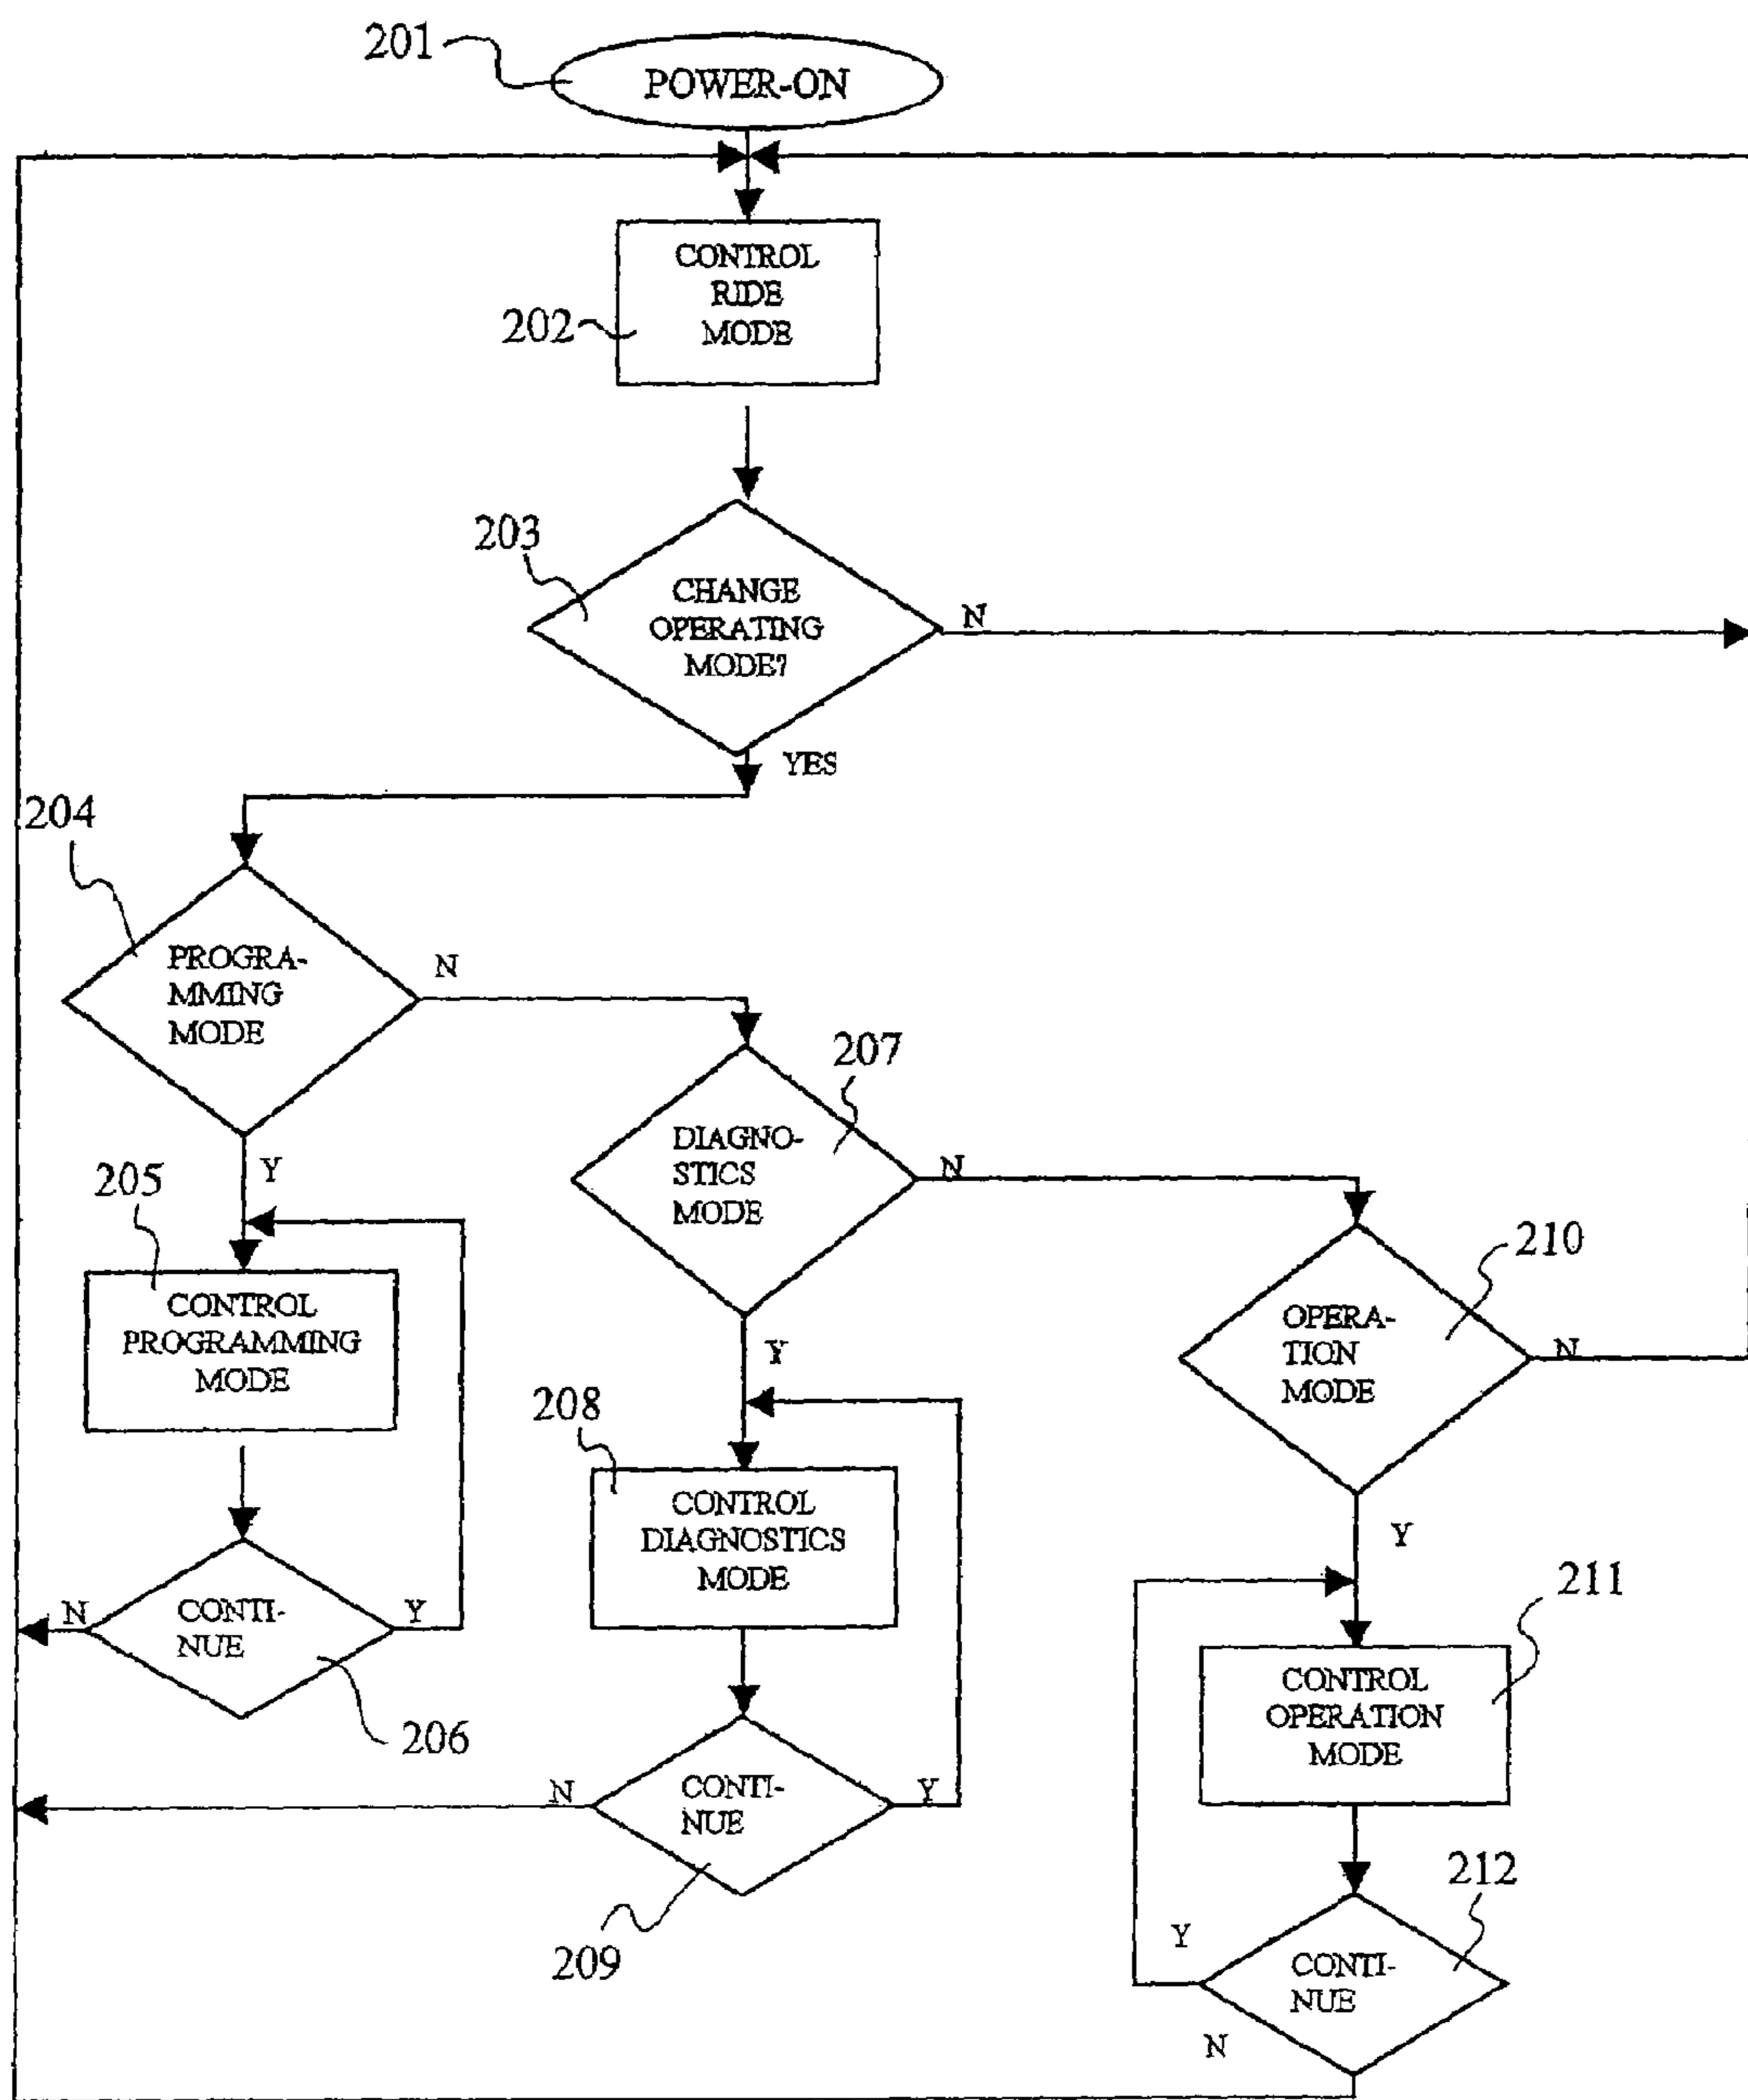 201
POWER-ON
CONTROL
RIDE
MODE
202
203
CHANGE
OPERATING
MODE?
N
YES
204
PROGRA-
MMING
MODE
N
Y
207
DIAGNO-
STICS
MODE
N
Y
205
CONTROL
PROGRAMMING
MODE
210
OPERA-
TION
MODE
N
Y
208
CONTROL
DIAGNOSTICS
MODE
N
CONTI-
NUE
Y
206
211
CONTROL
OPERATION
MODE
N
CONTI-
NUE
Y
209
212
Y
CONTI-
NUE
N